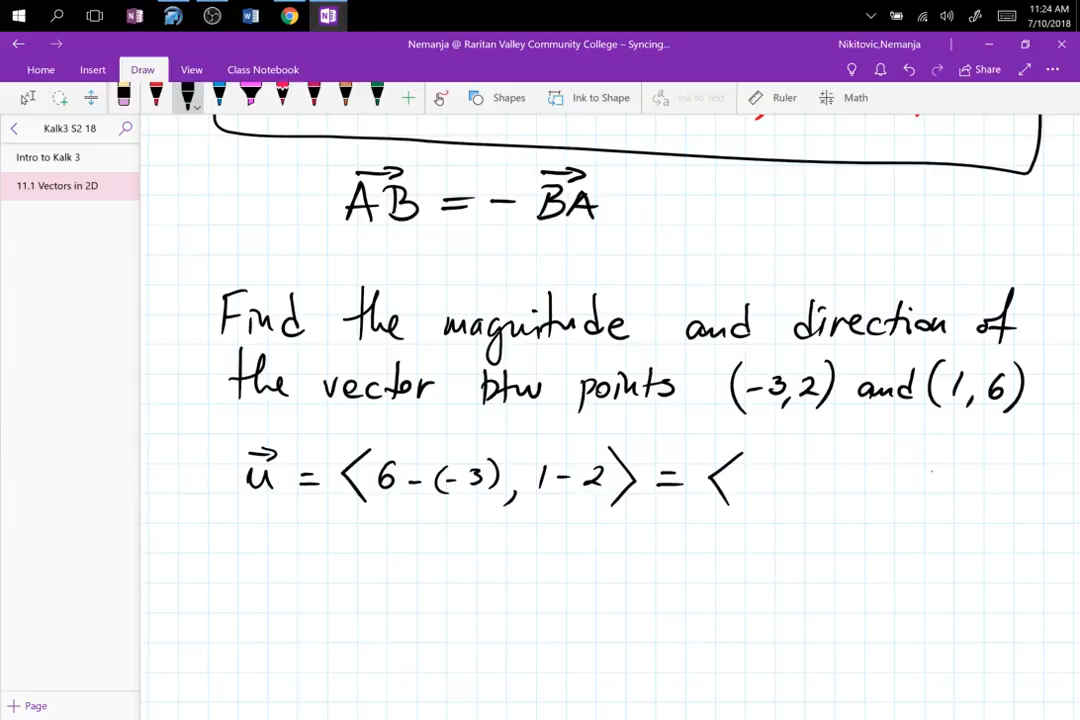 11:24 AM
7/10/2018
Nemanja @ Raritan Valley Community College – Syncing...
Nikitovic,Nemanja
Home Insert Draw View Class Notebook Share
Shapes Ink to Shape Ink to Text Ruler Math
Kalk3 S2 18
Intro to Kalk 3
11.1 Vectors in 2D
AB = - BA
Find the magnitude and direction of
the vector btw points (-3,2) and (1,6)
u = ⟨6-(-3), 1-2⟩ = ⟨
+ Page